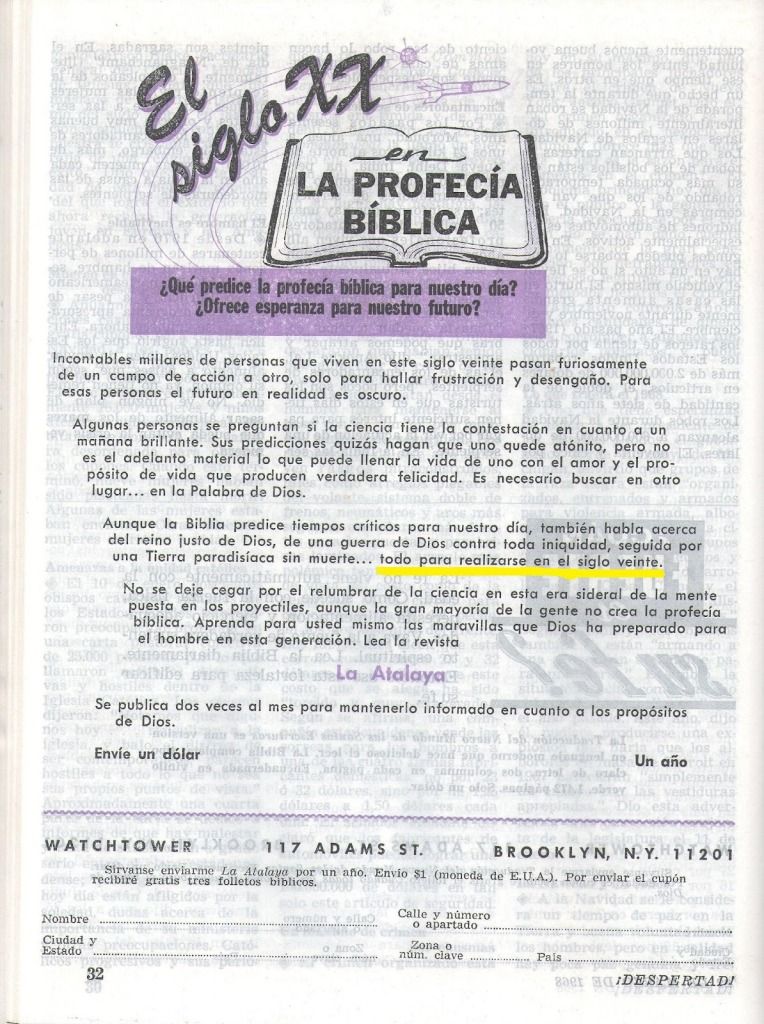 El
siglo XX
en
LA PROFECÍA
BÍBLICA
¿Qué predice la profecía bíblica para nuestro día?
¿Ofrece esperanza para nuestro futuro?
Incontables millares de personas que viven en este siglo veinte pasan furiosamente
de un campo de acción a otro, solo para hallar frustración y desengaño. Para
esas personas el futuro en realidad es oscuro.
Algunas personas se preguntan si la ciencia tiene la contestación en cuanto a un
mañana brillante. Sus predicciones quizás hagan que uno quede atónito, pero no
es el adelanto material lo que puede llenar la vida de uno con el amor y el pro-
pósito de vida que producen verdadera felicidad. Es necesario buscar en otro
lugar... en la Palabra de Dios.
Aunque la Biblia predice tiempos críticos para nuestro día, también habla acerca
del reino justo de Dios, de una guerra de Dios contra toda iniquidad, seguida por
una Tierra paradisíaca sin muerte... todo para realizarse en el siglo veinte.
No se deje cegar por el relumbrar de la ciencia en esta era sideral de la mente
puesta en los proyectiles, aunque la gran mayoría de la gente no crea la profecía
bíblica. Aprenda para usted mismo las maravillas que Dios ha preparado para
el hombre en esta generación. Lea la revista
La Atalaya
Se publica dos veces al mes para mantenerlo informado en cuanto a los propósitos
de Dios.
Envíe un dólar Un año
WATCHTOWER 117 ADAMS ST. BROOKLYN, N.Y. 11201
Sírvanse enviarme La Atalaya por un año. Envío $1 (moneda de E.U.A.). Por enviar el cupón
recibiré gratis tres folletos bíblicos.
Nombre Calle y número
o apartado
Ciudad y
Estado Zona o
núm. clave País
32 ¡DESPERTAD!